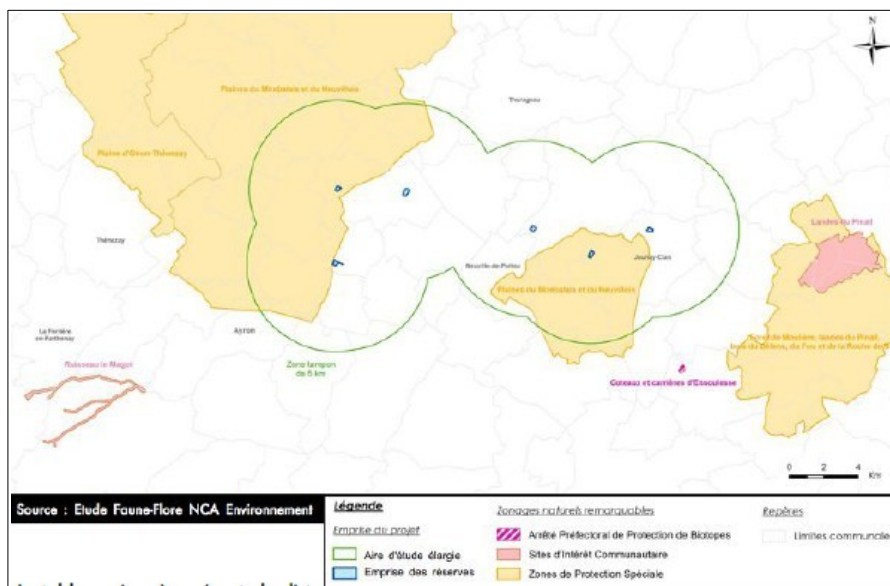 N
Plaines du Mirebalais et du Neuvillois
Thurageau
Plaine d'Oiron-Thénezay
Landes du Pinail
Thénezay
Neuville-de-Poitou
Jaunay-Clan
Plaines du Mirebalais et du Neuvillois
La Ferrière
en Parthenay
Ayron
Ruisseau le Magot
Zone tampon
de 5 km
Coteaux et carrières d'Ensoulesse
0 2 4
Km
Source : Etude Faune-Flore NCA Environnement
Légende
Emprise du projet
Zonages naturels remarquables
Repères
Aire d'étude élargie
Emprise des réserves
Arrêté Préfectoral de Protection de Biotopes
Sites d'Intérêt Communautaire
Zones de Protection Spéciale
Limites communale